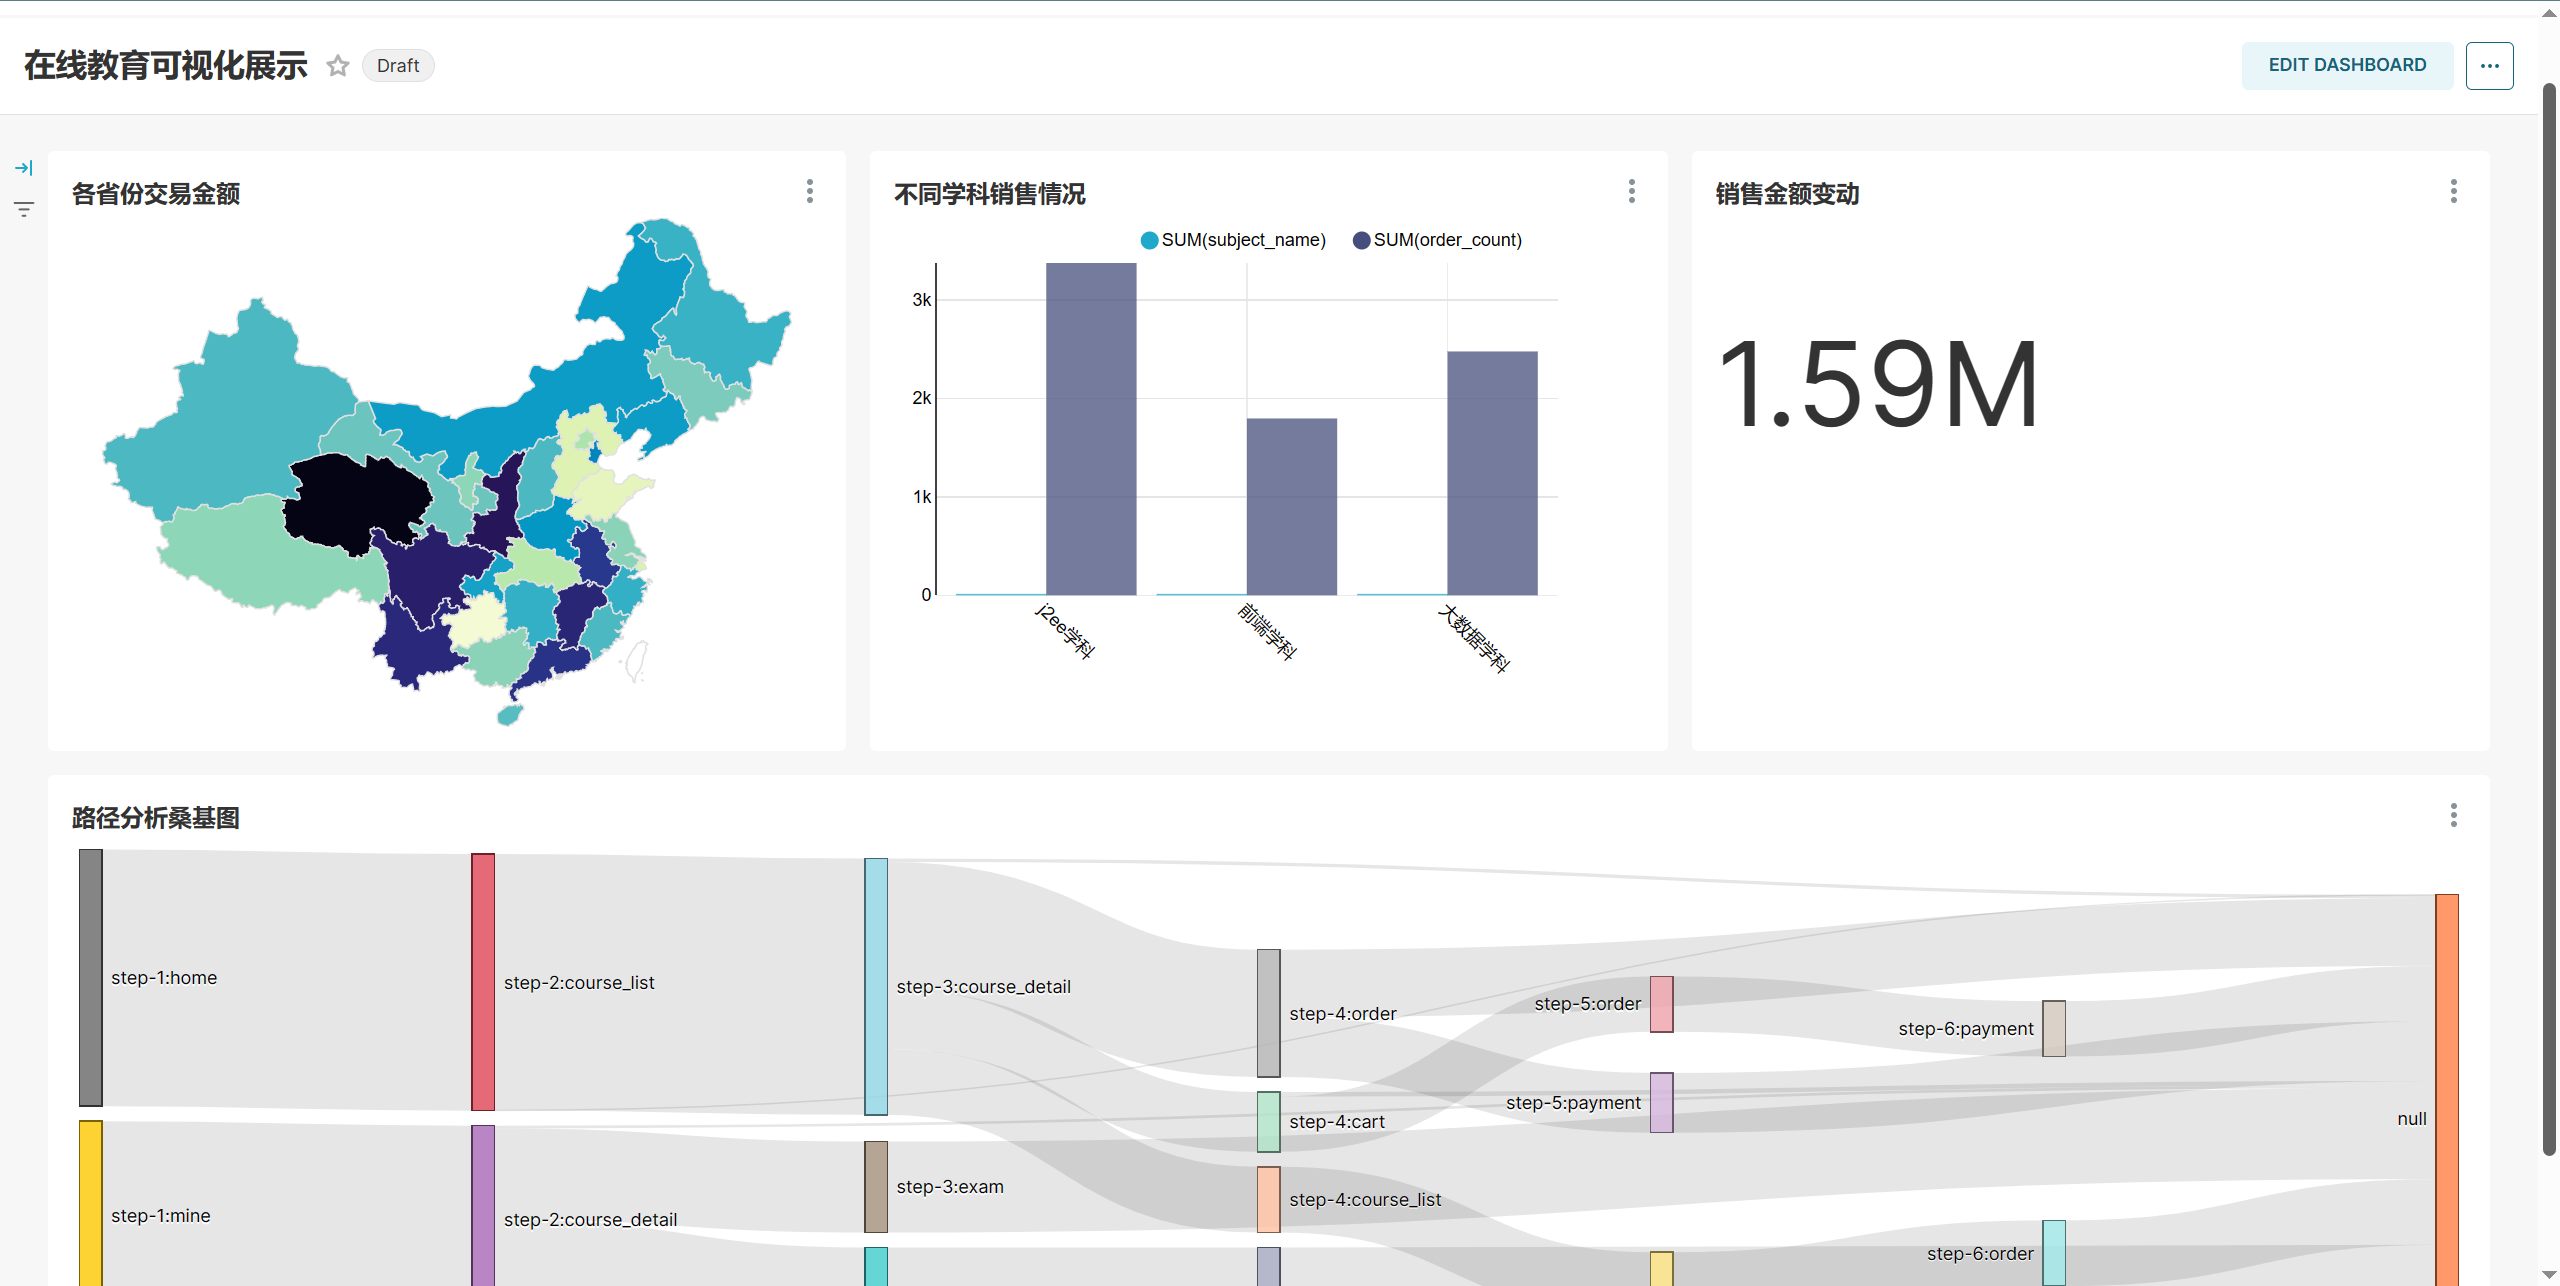 在线教育可视化展示
Draft
EDIT DASHBOARD
各省份交易金额
不同学科销售情况
SUM(subject_name)
SUM(order_count)
3k
2k
1k
0
j2ee学科
前端学科
大数据学科
销售金额变动
1.59M
路径分析桑基图
step-1:home
step-2:course_list
step-3:course_detail
step-4:order
step-5:order
step-6:payment
step-5:payment
step-4:cart
null
step-3:exam
step-4:course_list
step-1:mine
step-2:course_detail
step-6:order